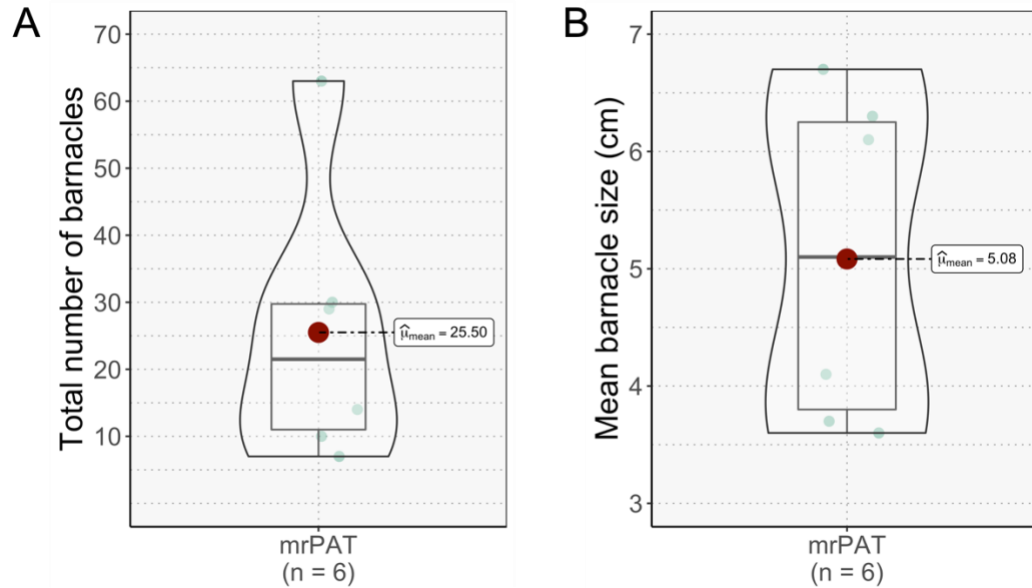 A
Total number of barnacles
70
60
50
40
30
20
10
μ̂mean = 25.50
mrPAT
(n = 6)
B
Mean barnacle size (cm)
7
6
5
4
3
μ̂mean = 5.08
mrPAT
(n = 6)